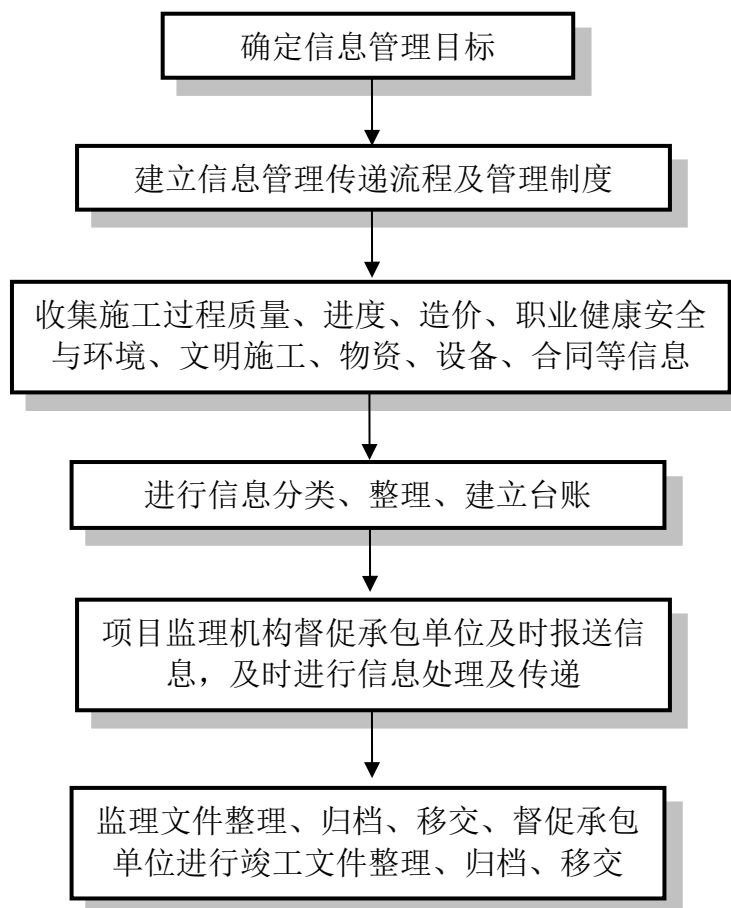 确定信息管理目标
建立信息管理传递流程及管理制度
收集施工过程质量、进度、造价、职业健康安全
与环境、文明施工、物资、设备、合同等信息
进行信息分类、整理、建立台账
项目监理机构督促承包单位及时报送信
息，及时进行信息处理及传递
监理文件整理、归档、移交、督促承包
单位进行竣工文件整理、归档、移交